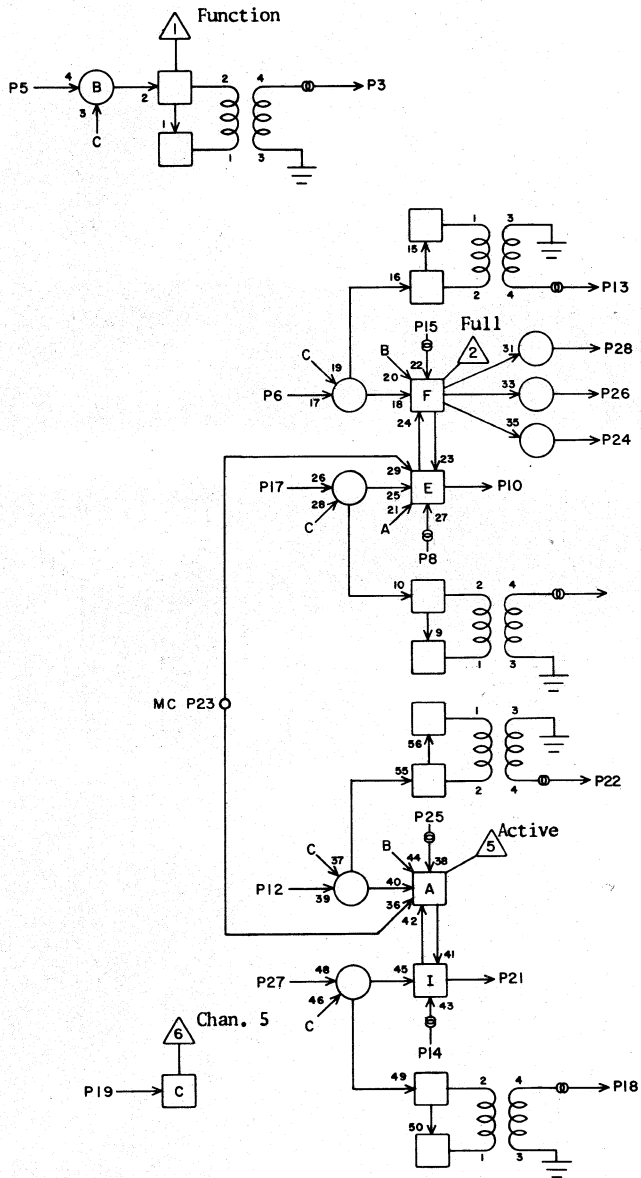 1 Function
P5 4 B 2 2 4 P3
3
C 1
1 3
1 3
15
16 2 4 P13
P15 Full
C B 2 31 P28
19 20 22
P6 17 18 F 33 P26
24 35 P24
23
29
P17 26 25 E P10
28 21 27
C A
P8
10 2 4
9
1 3
MC P23
1 3
56
55 2 4 P22
P25 Active
C B 5
37 44 38
P12 39 40 A
36
42
41
P27 48 45 I P21
46 43
C
6 Chan. 5
P14
P19 C
49 2 4 P18
50
1 3